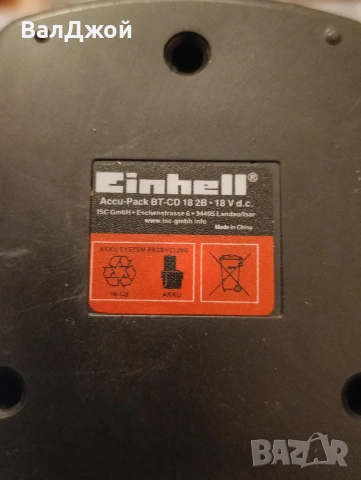 ВалДжой
Einhell®
Accu-Pack BT-CD 18 2B • 18 V d.c.
ISC GmbH • Eschenstrasse 6 • 94405 Landau/Isar
www.isc-gmbh.info
Made in China
AKKU SYSTEM RECYCLING
Ni-Cd
AKKU
BAZAR